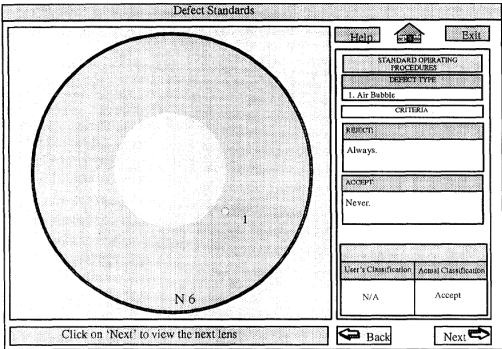 Defect Standards
Help
Exit
STANDARD OPERATING
PROCEDURES
DEFECT TYPE
1. Air Bubble
CRITERIA
REJECT:
Always.
ACCEPT:
Never.
User's Classification
Actual Classification
N/A
Accept
1
N 6
Click on 'Next' to view the next lens
Back
Next